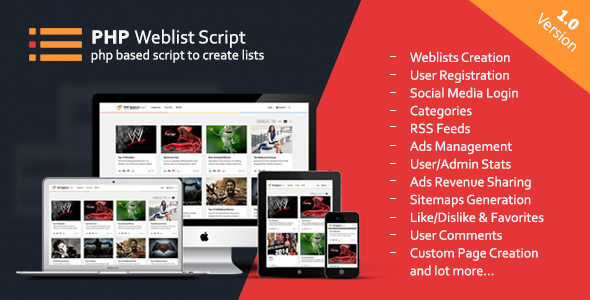 PHP Weblist Script
php based script to create lists
1.0
Version
Weblists Creation
User Registration
Social Media Login
Categories
RSS Feeds
Ads Management
User/Admin Stats
Ads Revenue Sharing
Sitemaps Generation
Like/Dislike & Favorites
User Comments
Custom Page Creation
and lot more...